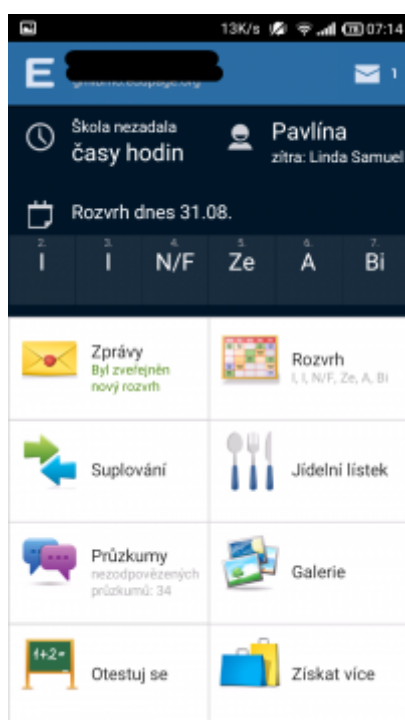 13K/s 78 07:14
E
1
Škola nezadala
časy hodin
Pavlína
zítra: Linda Samuel
Rozvrh dnes 31.08.
2. 3. 4. 5. 6. 7.
I I N/F Ze A Bi
Zprávy
Byl zveřejněn
nový rozvrh
Rozvrh
I, I, N/F, Ze, A, Bi
Suplování
Jídelní lístek
Průzkumy
nezodpovězených
průzkumů: 34
Galerie
1+2=
Otestuj se
Získat více